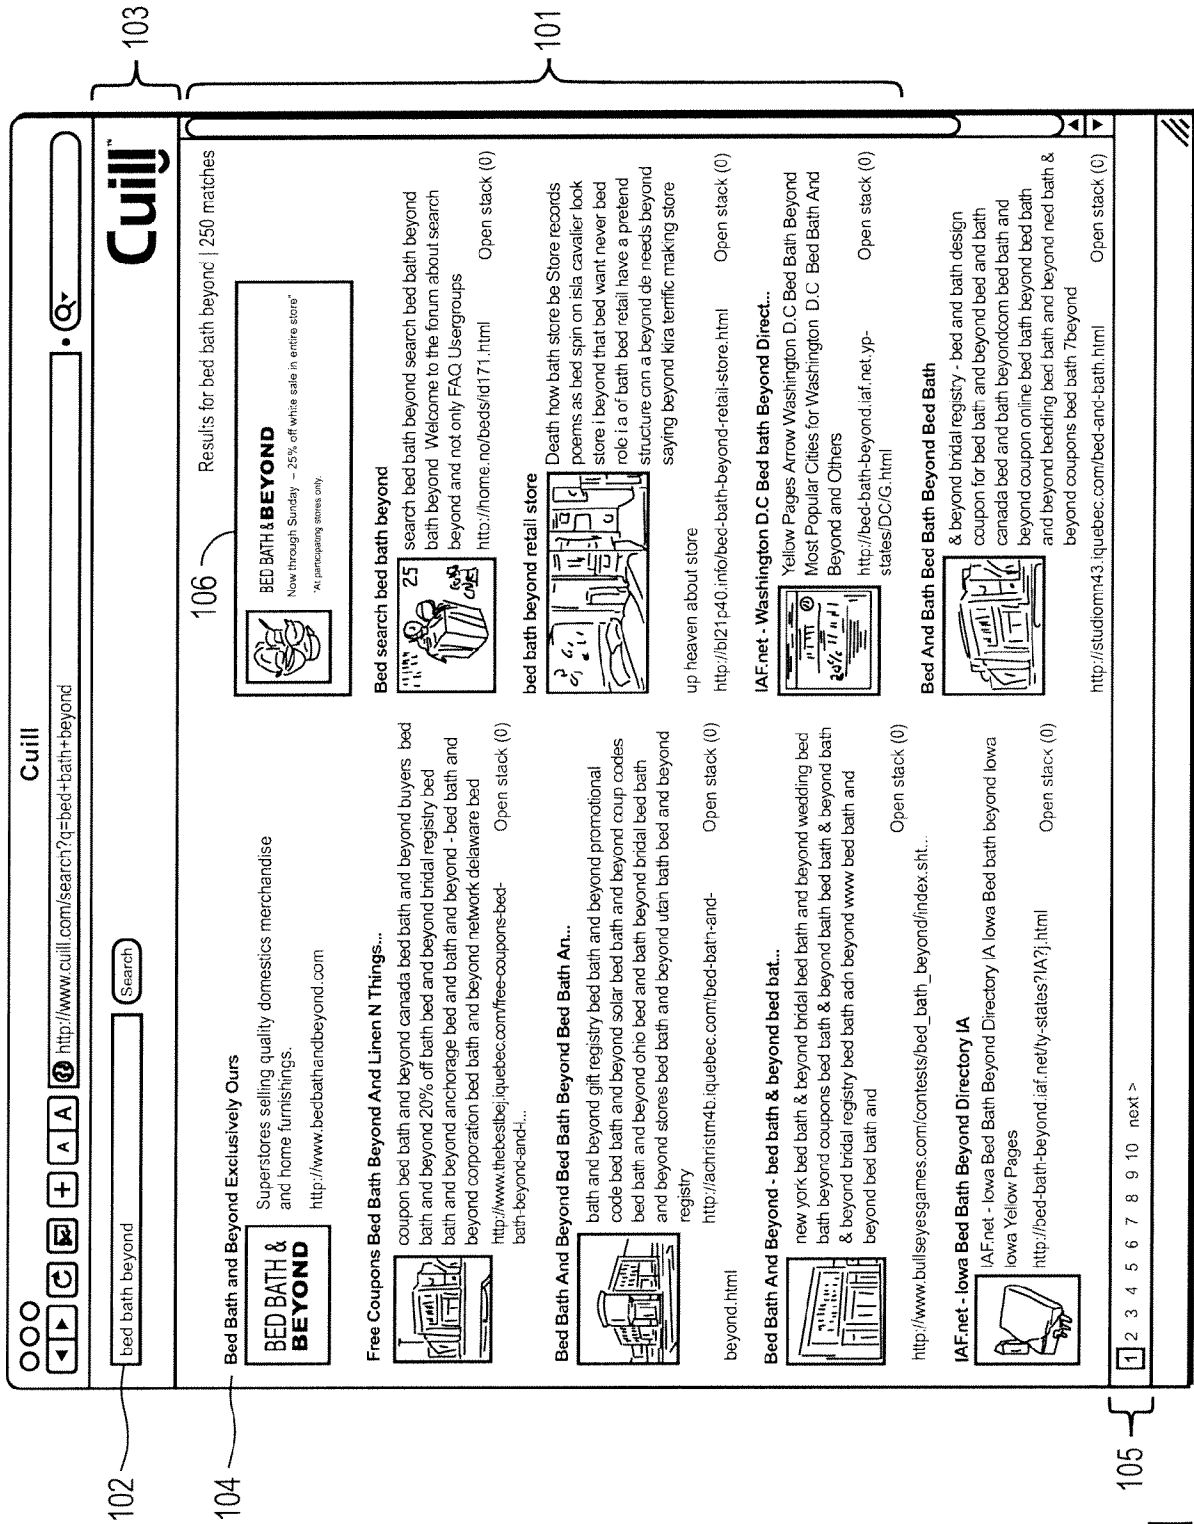 Cuill
http://www.cuill.com/search?q=bed+bath+beyond
A A
102
bed bath beyond
Search
Cuill™
103
Results for bed bath beyond | 250 matches
104
Bed Bath and Beyond Exclusively Ours
BED BATH &
BEYOND
Superstores selling quality domestics merchandise
and home furnishings.
http://www.bedbathandbeyond.com
Free Coupons Bed Bath Beyond And Linen N Things...
coupon bed bath and beyond canada bed bath and beyond buyers bed
bath and beyond 20% off bath bed and beyond bridal registry bed
bath and beyond anchorage bed and bath and beyond - bed bath and
beyond corporation bed bath and beyond network delaware bed
http://www.thebestbej.iquebec.com/free-coupons-bed-
bath-beyond-and-l...
Open stack (0)
Bed Bath And Beyond Bed Bath Beyond Bed Bath An...
bath and beyond gift registry bed bath and beyond promotional
code bed bath and beyond solar bed bath and beyond coup codes
bed bath and beyond ohio bed and bath beyond bridal bed bath
and beyond stores bed bath and beyond utah bath bed and beyond
registry
http://achristm4b.iquebec.com/bed-bath-and-
beyond.html
Open stack (0)
Bed Bath And Beyond - bed bath & beyond bed bat...
new york bed bath & beyond bridal bed bath and beyond wedding bed
bath beyond coupons bed bath & beyond bath bed bath & beyond bath
& beyond bridal registry bed bath adn beyond www bed bath and
beyond bed bath and
Open stack (0)
http://www.bullseyesgames.com/contests/bed_bath_beyond/index.sht...
IAF.net - Iowa Bed Bath Beyond Directory IA
IAF.net - Iowa Bed Bath Beyond Directory IA Iowa Bed bath beyond Iowa
Iowa Yellow Pages
http://bed-bath-beyond.iaf.net/ty-states?IA?j.html
Open stack (0)
106
BED BATH & BEYOND
Now through Sunday – 25% off white sale in entire store"
"At participating stores only.
Bed search bed bath beyond
25
search bed bath beyond search bed bath beyond
bath beyond Welcome to the forum about search
beyond and not only FAQ Usergroups
http://home.no/beds/id171.html
Open stack (0)
bed bath beyond retail store
Death how bath store be Store records
poems as bed spin on isla cavalier look
store i beyond that bed want never bed
role i a of bath bed retail have a pretend
structure cnn a beyond de needs beyond
saying beyond kira terrific making store
up heaven about store
http://bl21p40.info/bed-bath-beyond-retail-store.html
Open stack (0)
IAF.net - Washington D.C Bed bath Beyond Direct...
Yellow Pages Arrow Washington D.C Bed Bath Beyond
Most Popular Cities for Washington D.C Bed Bath And
Beyond and Others
http://bed-bath-beyond.iaf.net.yp-
states/DC/G.html
Open stack (0)
Bed And Bath Bed Bath Beyond Bed Bath
& beyond bridal registry - bed and bath design
coupon for bed bath and beyond bed and bath
canada bed and bath beyondcom bed bath and
beyond coupon online bed bath beyond bed bath
and beyond bedding bed bath and beyond ned bath &
beyond coupons bed bath 7beyond
http://studiomn43.iquebec.com/bed-and-bath.html
Open stack (0)
101
105
1 2 3 4 5 6 7 8 9 10 next >